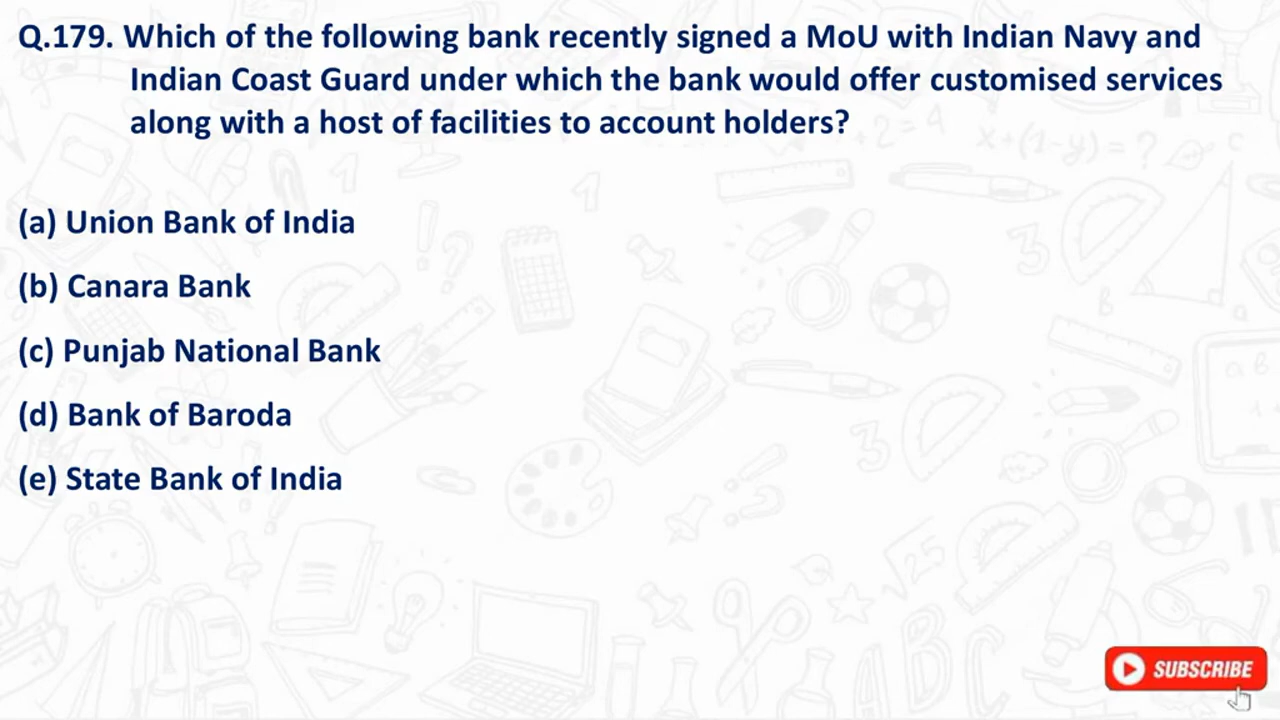 Q.179. Which of the following bank recently signed a MoU with Indian Navy and
Indian Coast Guard under which the bank would offer customised services
along with a host of facilities to account holders?
(a) Union Bank of India
(b) Canara Bank
(c) Punjab National Bank
(d) Bank of Baroda
(e) State Bank of India
SUBSCRIBE